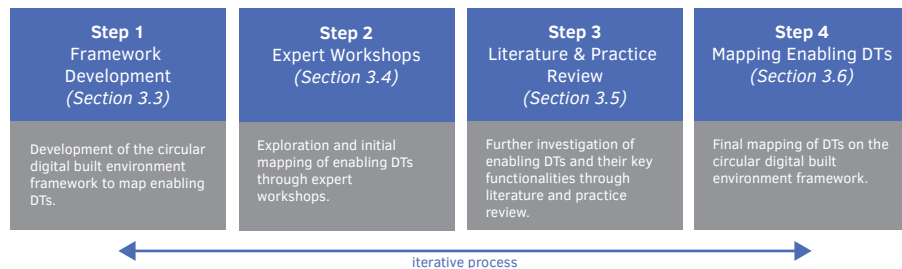 Step 1
Framework
Development
(Section 3.3)
Development of the circular
digital built environment
framework to map enabling
DTs.
Step 2
Expert Workshops
(Section 3.4)
Exploration and initial
mapping of enabling DTs
through expert
workshops.
Step 3
Literature & Practice
Review
(Section 3.5)
Further investigation of
enabling DTs and their key
functionalities through
literature and practice
review.
Step 4
Mapping Enabling DTs
(Section 3.6)
Final mapping of DTs on the
circular digital built
environment framework.
iterative process